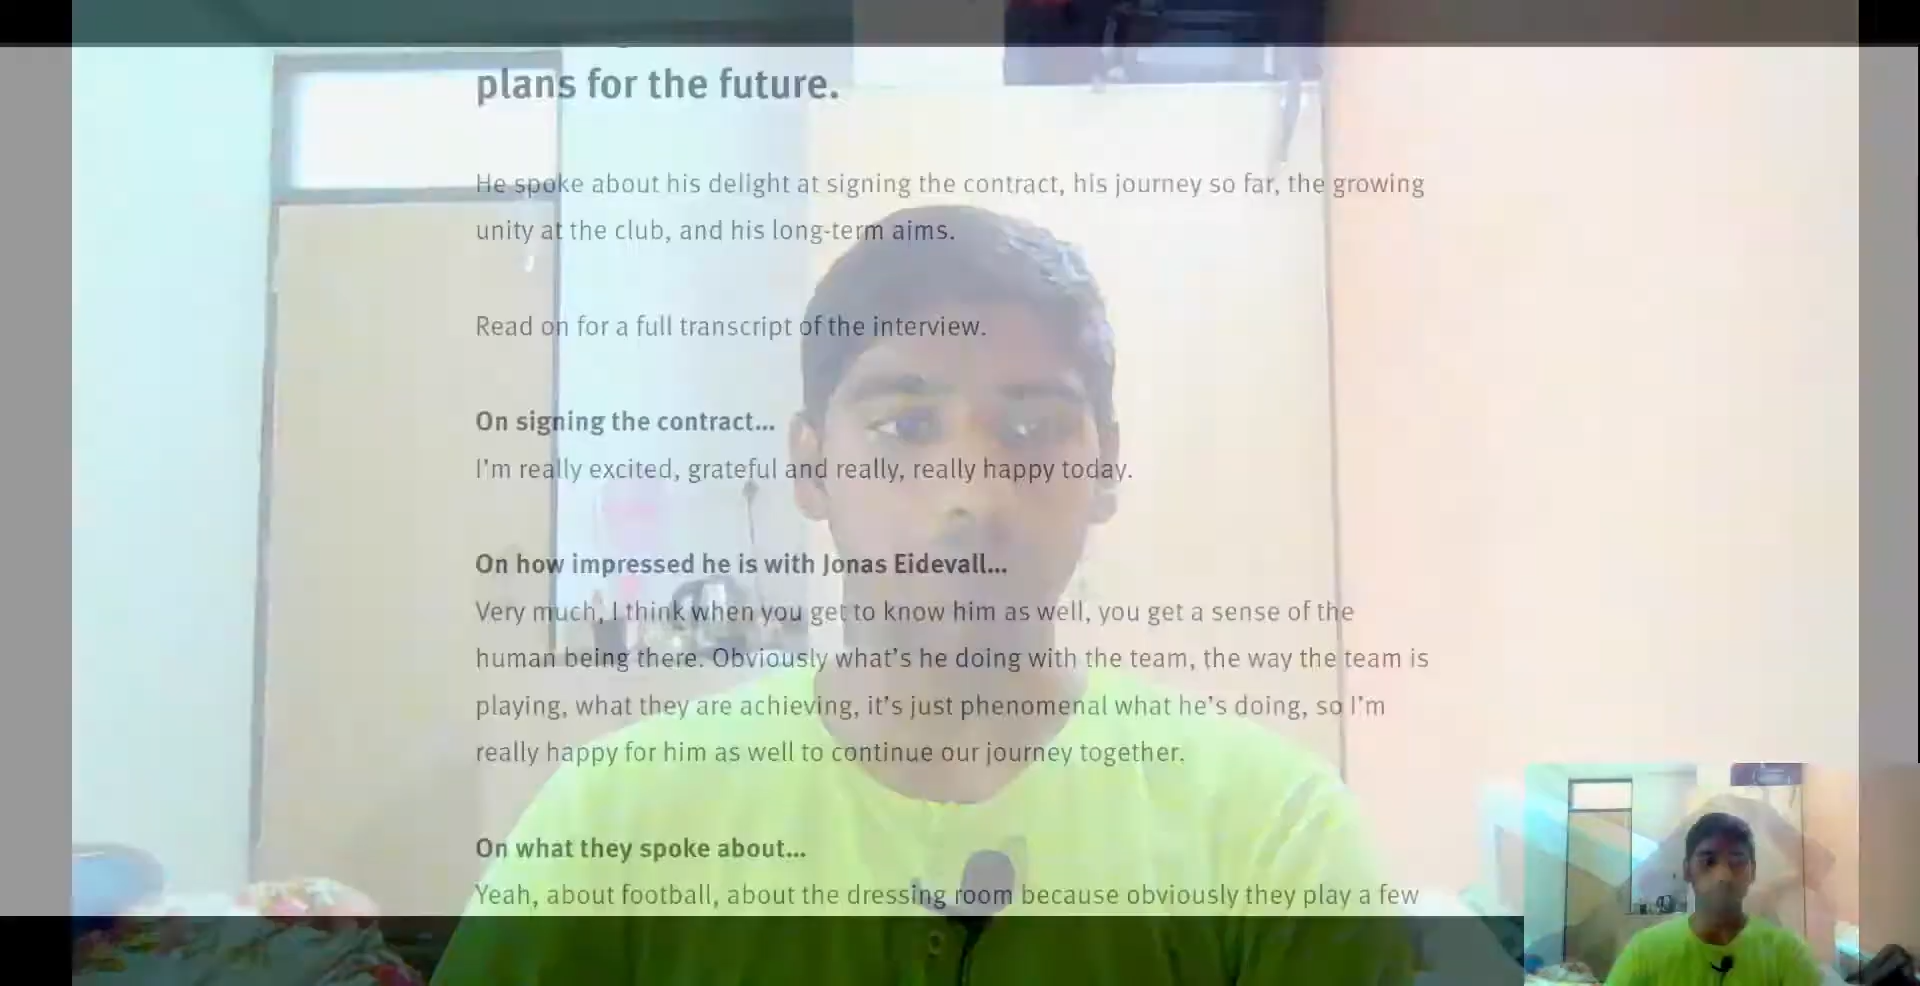 plans for the future.
He spoke about his delight at signing the contract, his journey so far, the growing
unity at the club, and his long-term aims.
Read on for a full transcript of the interview.
On signing the contract...
I'm really excited, grateful and really, really happy today.
On how impressed he is with Jonas Eidevall...
Very much, I think when you get to know him as well, you get a sense of the
human being there. Obviously what's he doing with the team, the way the team is
playing, what they are achieving, it's just phenomenal what he's doing, so I'm
really happy for him as well to continue our journey together.
On what they spoke about...
Yeah, about football, about the dressing room because obviously they play a few